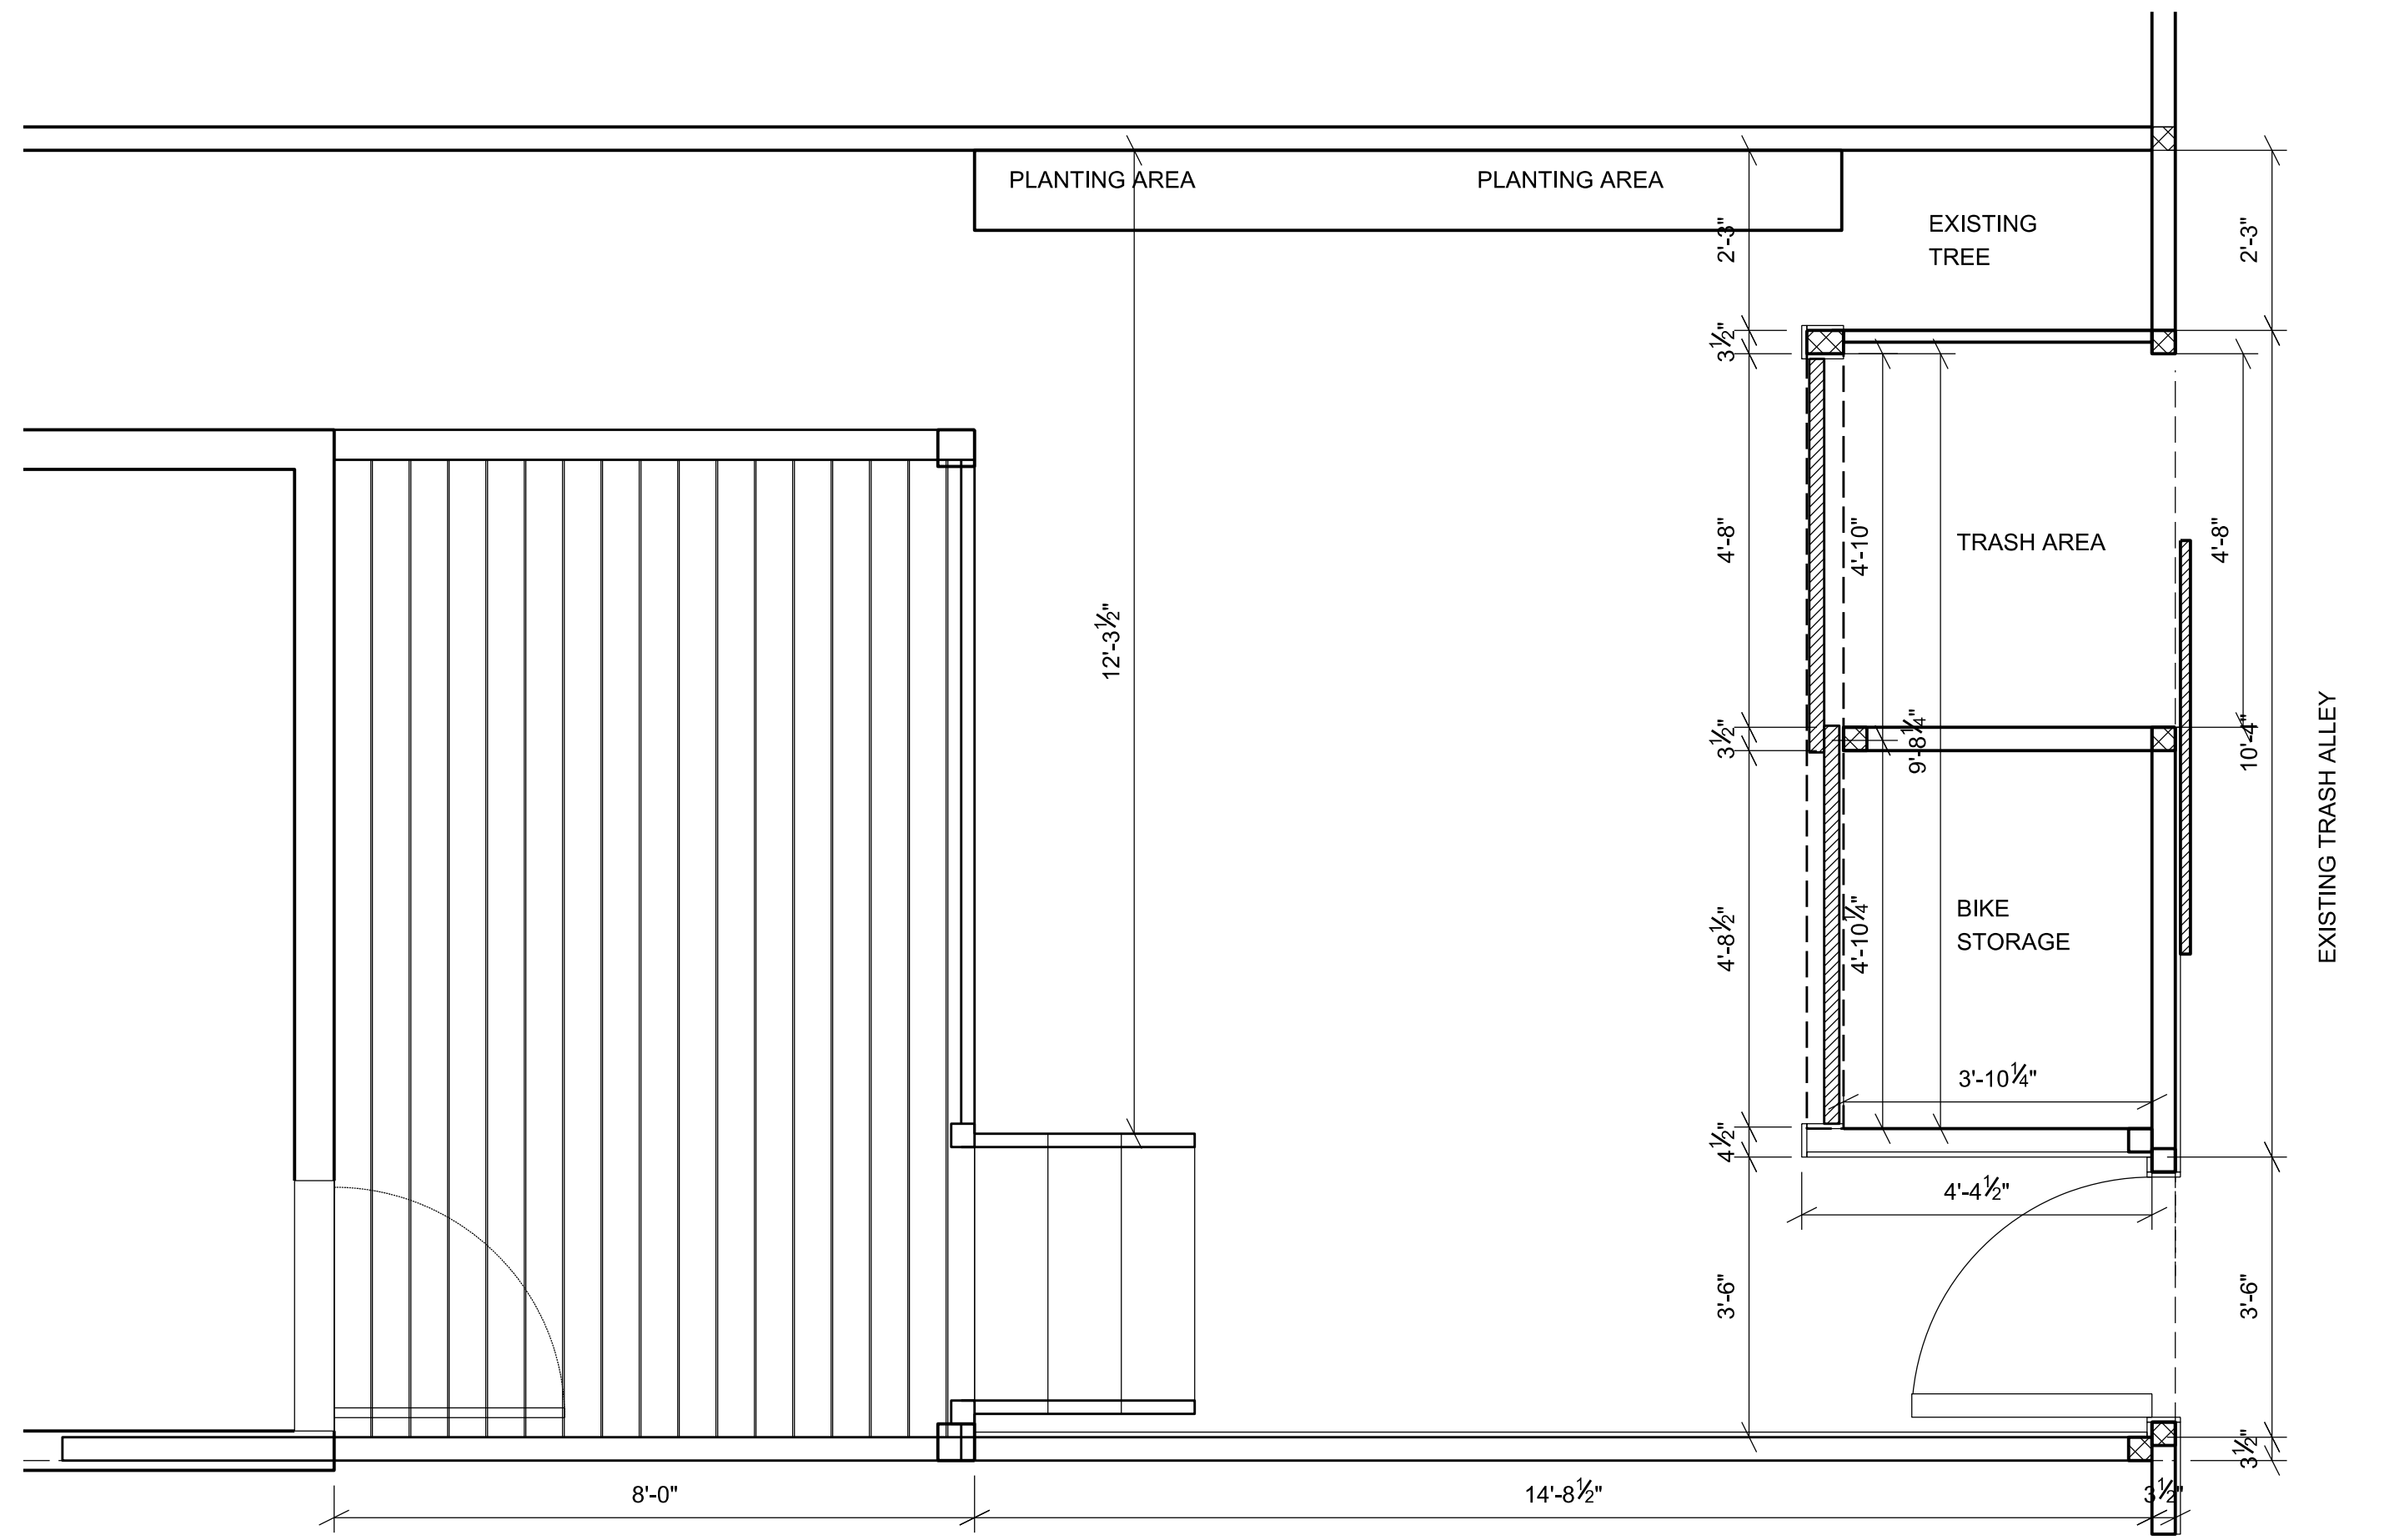 PLANTING AREA
PLANTING AREA
EXISTING
TREE
2'-3"
2'-3"
3½"
4'-8"
4'-10"
TRASH AREA
4'-8"
12'-3½"
3½"
9'-8¼"
10'-4"
EXISTING TRASH ALLEY
4'-8½"
4'-10¼"
BIKE
STORAGE
3'-10¼"
4½"
4'-4½"
3'-6"
3'-6"
3½"
8'-0"
14'-8½"
3½"